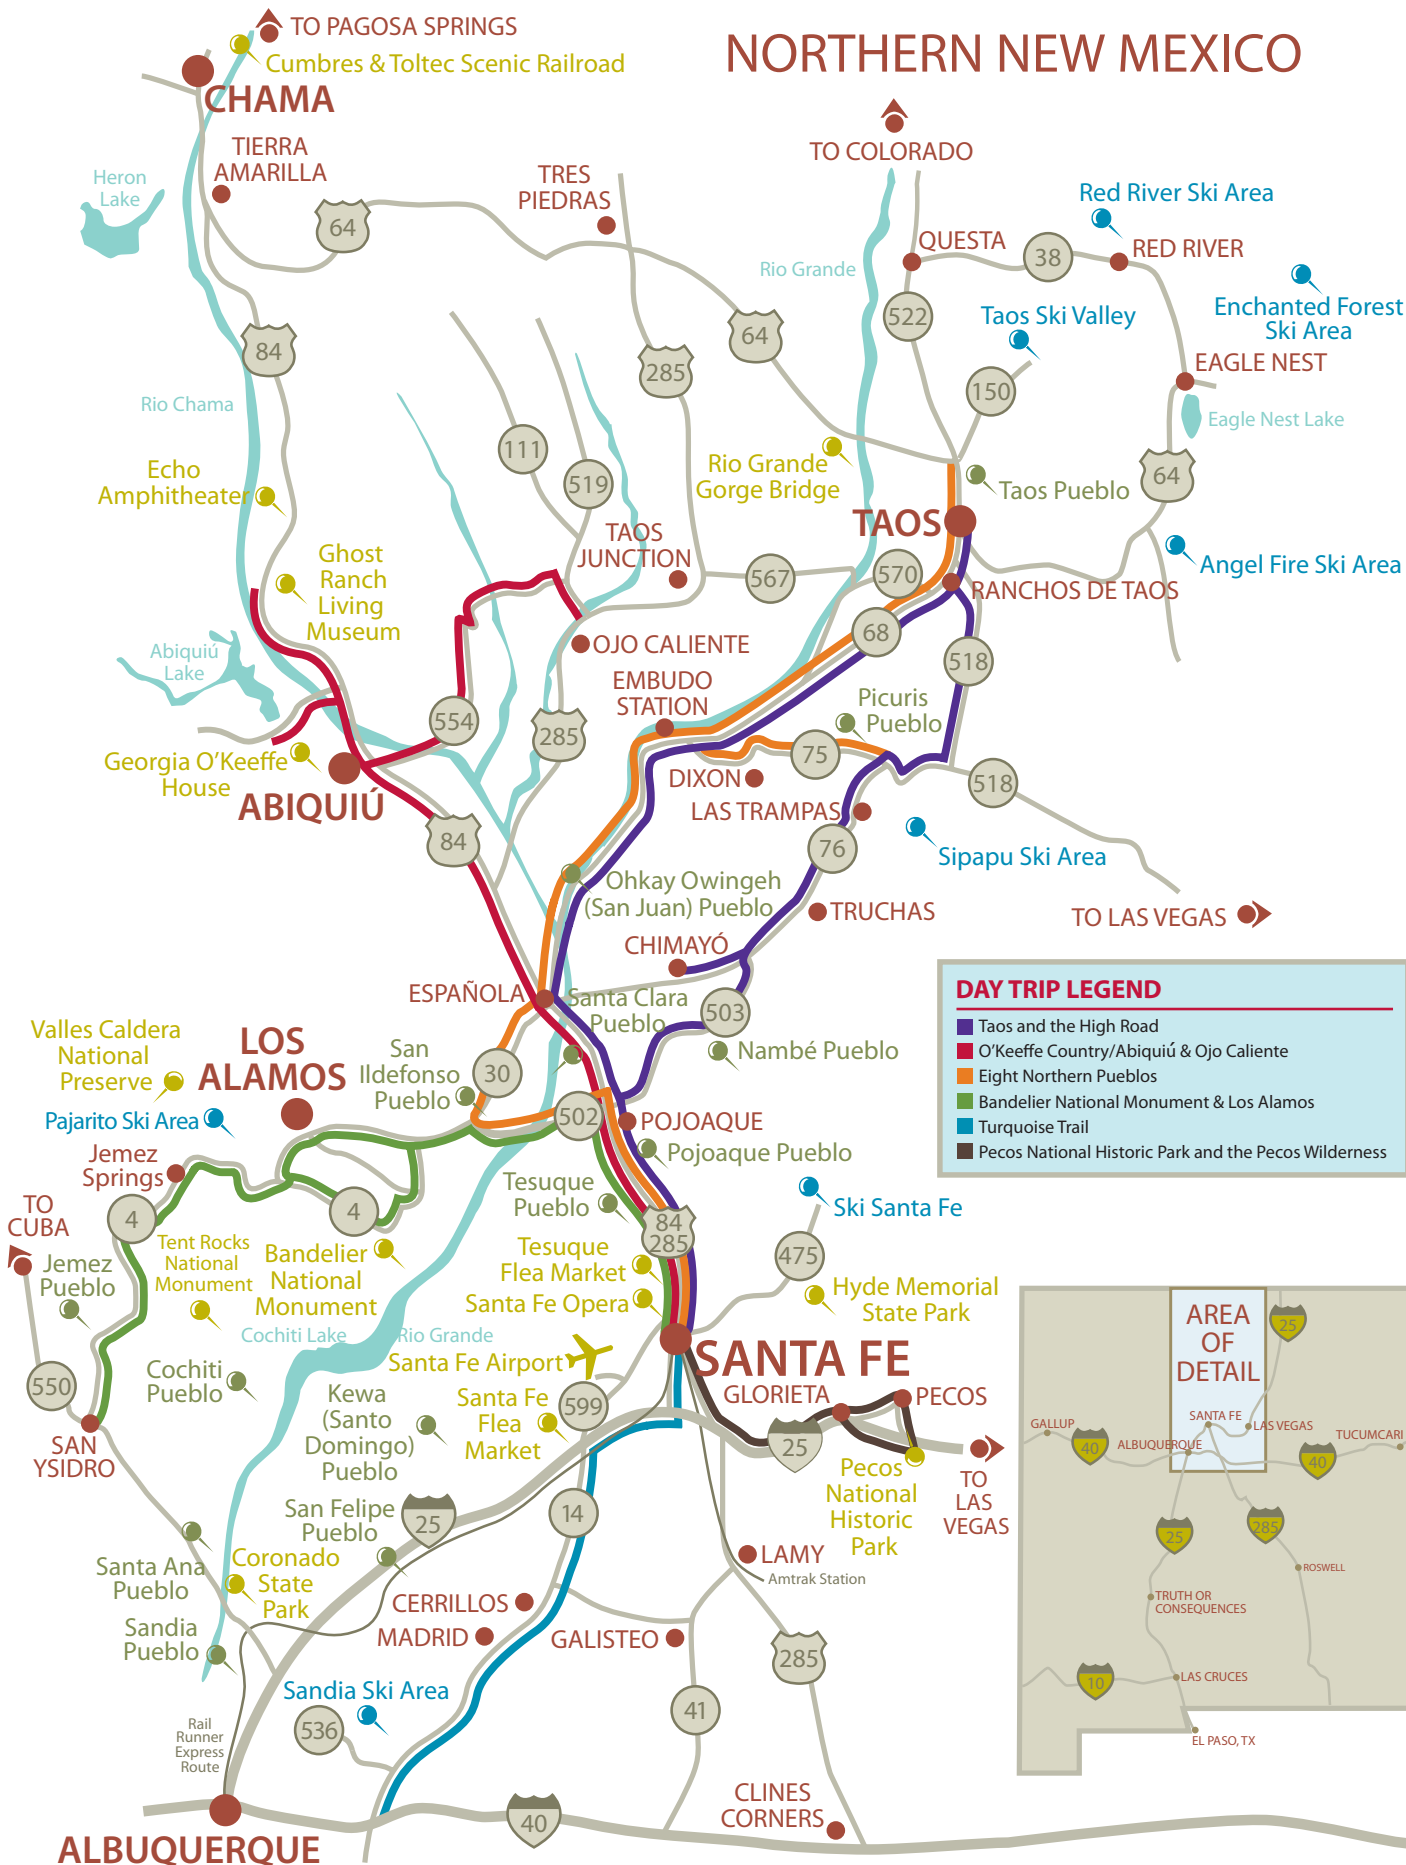 TO PAGOSA SPRINGS
Cumbres & Toltec Scenic Railroad
NORTHERN NEW MEXICO
CHAMA
TIERRA
AMARILLA
Heron
Lake
64
TRES
PIEDRAS
TO COLORADO
Red River Ski Area
QUESTA
38
RED RIVER
Rio Grande
Enchanted Forest
Ski Area
522
Taos Ski Valley
64
84
285
EAGLE NEST
150
Rio Chama
Eagle Nest Lake
111
519
Echo
Amphitheater
Rio Grande
Gorge Bridge
Taos Pueblo
64
TAOS
TAOS
JUNCTION
Ghost
Ranch
Living
Museum
567
570
Angel Fire Ski Area
RANCHOS DE TAOS
68
OJO CALIENTE
Abiquiú
Lake
518
EMBUDO
STATION
Picuris
Pueblo
554
285
75
Georgia O'Keeffe
House
DIXON
518
ABIQUIÚ
LAS TRAMPAS
84
76
Sipapu Ski Area
Ohkay Owingeh
(San Juan) Pueblo
TRUCHAS
TO LAS VEGAS
CHIMAYÓ
ESPAÑOLA
Santa Clara
Pueblo
503
DAY TRIP LEGEND
Taos and the High Road
O'Keeffe Country/Abiquiú & Ojo Caliente
Eight Northern Pueblos
Bandelier National Monument & Los Alamos
Turquoise Trail
Pecos National Historic Park and the Pecos Wilderness
Valles Caldera
National
Preserve
LOS
ALAMOS
San
Ildefonso
Pueblo
30
Nambé Pueblo
Pajarito Ski Area
502
POJOAQUE
Jemez
Springs
Pojoaque Pueblo
Tesuque
Pueblo
TO
CUBA
4
4
Ski Santa Fe
84
285
475
Jemez
Pueblo
Tent Rocks
National
Monument
Bandelier
National
Monument
Tesuque
Flea Market
Hyde Memorial
State Park
Santa Fe Opera
Cochiti Lake
Rio Grande
SANTA FE
Santa Fe Airport
550
Cochiti
Pueblo
Kewa
(Santo
Domingo)
Pueblo
Santa Fe
Flea
Market
599
GLORIETA
PECOS
25
SAN
YSIDRO
Pecos
National
Historic
Park
TO
LAS
VEGAS
San Felipe
Pueblo
25
14
LAMY
Amtrak Station
Santa Ana
Pueblo
Coronado
State
Park
CERRILLOS
MADRID
GALISTEO
Sandia
Pueblo
285
Sandia Ski Area
536
41
Rail
Runner
Express
Route
CLINES
CORNERS
40
ALBUQUERQUE
AREA
OF
DETAIL
25
GALLUP
SANTA FE
LAS VEGAS
TUCUMCARI
40
ALBUQUERQUE
40
25
285
ROSWELL
TRUTH OR
CONSEQUENCES
10
LAS CRUCES
EL PASO, TX